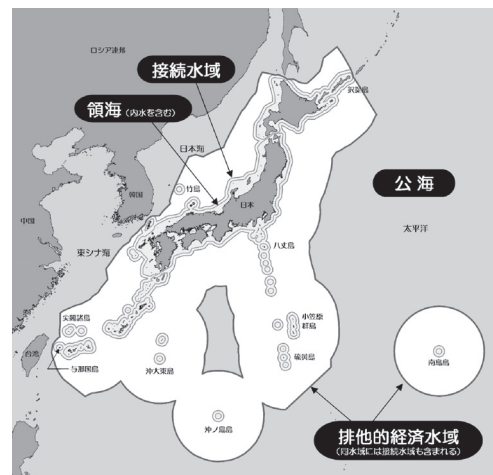 ロシア連邦
接続水域
択捉島
領海(内水を含む)
日本海
竹島
韓国
日本
公海
中国
太平洋
東シナ海
八丈島
尖閣諸島
小笠原
群島
台湾
沖大東島
硫黄島
南鳥島
与那国島
沖ノ鳥島
排他的経済水域
(同水域には接続水域も含まれる)